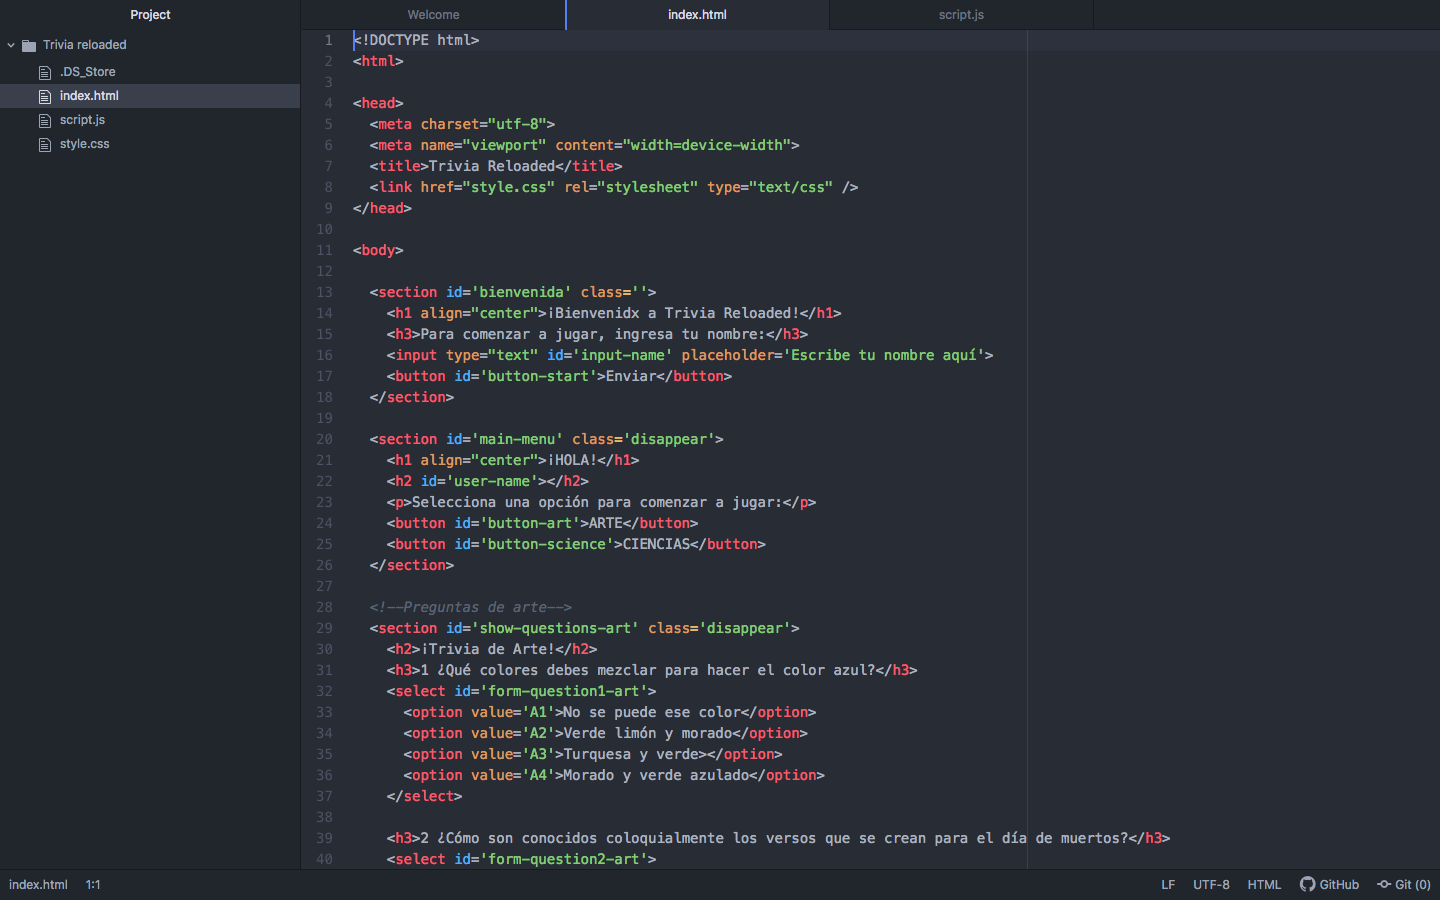 Project
Trivia reloaded
.DS_Store
index.html
script.js
style.css
Welcome
index.html
script.js
1 <!DOCTYPE html>
2 <html>
3
4 <head>
5 <meta charset="utf-8">
6 <meta name="viewport" content="width=device-width">
7 <title>Trivia Reloaded</title>
8 <link href="style.css" rel="stylesheet" type="text/css" />
9 </head>
10
11 <body>
12
13 <section id='bienvenida' class=''>
14 <h1 align="center">¡Bienvenidx a Trivia Reloaded!</h1>
15 <h3>Para comenzar a jugar, ingresa tu nombre:</h3>
16 <input type="text" id='input-name' placeholder='Escribe tu nombre aquí'>
17 <button id='button-start'>Enviar</button>
18 </section>
19
20 <section id='main-menu' class='disappear'>
21 <h1 align="center">¡HOLA!</h1>
22 <h2 id='user-name'></h2>
23 <p>Selecciona una opción para comenzar a jugar:</p>
24 <button id='button-art'>ARTE</button>
25 <button id='button-science'>CIENCIAS</button>
26 </section>
27
28 <!--Preguntas de arte-->
29 <section id='show-questions-art' class='disappear'>
30 <h2>¡Trivia de Arte!</h2>
31 <h3>1 ¿Qué colores debes mezclar para hacer el color azul?</h3>
32 <select id='form-question1-art'>
33 <option value='A1'>No se puede ese color</option>
34 <option value='A2'>Verde limón y morado</option>
35 <option value='A3'>Turquesa y verde></option>
36 <option value='A4'>Morado y verde azulado</option>
37 </select>
38
39 <h3>2 ¿Cómo son conocidos coloquialmente los versos que se crean para el día de muertos?</h3>
40 <select id='form-question2-art'>
index.html 1:1 LF UTF-8 HTML GitHub Git (0)